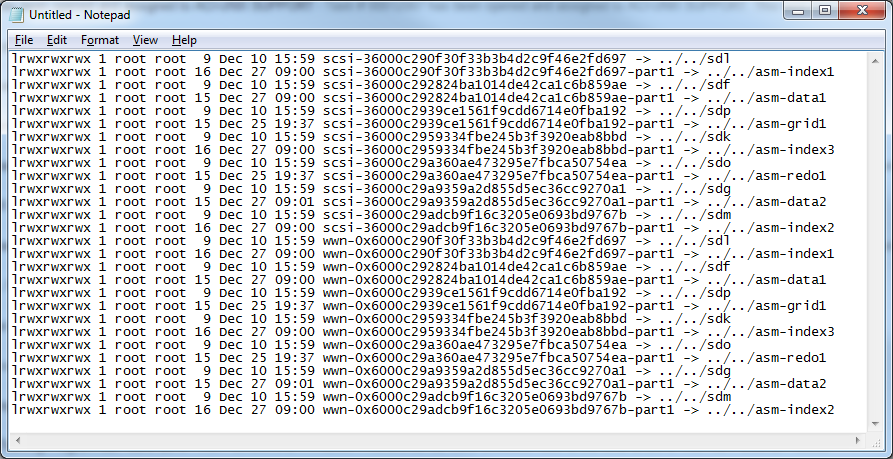 Untitled - Notepad
File Edit Format View Help
lrwxrwxrwx 1 root root  9 Dec 10 15:59 scsi-36000c290f30f33b3b4d2c9f46e2fd697 -> ../../sdl
lrwxrwxrwx 1 root root 16 Dec 27 09:00 scsi-36000c290f30f33b3b4d2c9f46e2fd697-part1 -> ../../asm-index1
lrwxrwxrwx 1 root root  9 Dec 10 15:59 scsi-36000c292824ba1014de42ca1c6b859ae -> ../../sdf
lrwxrwxrwx 1 root root 15 Dec 27 09:00 scsi-36000c292824ba1014de42ca1c6b859ae-part1 -> ../../asm-data1
lrwxrwxrwx 1 root root  9 Dec 10 15:59 scsi-36000c2939ce1561f9cdd6714e0fba192 -> ../../sdp
lrwxrwxrwx 1 root root 15 Dec 25 19:37 scsi-36000c2939ce1561f9cdd6714e0fba192-part1 -> ../../asm-grid1
lrwxrwxrwx 1 root root  9 Dec 10 15:59 scsi-36000c2959334fbe245b3f3920eab8bbd -> ../../sdk
lrwxrwxrwx 1 root root 16 Dec 27 09:00 scsi-36000c2959334fbe245b3f3920eab8bbd-part1 -> ../../asm-index3
lrwxrwxrwx 1 root root  9 Dec 10 15:59 scsi-36000c29a360ae473295e7fbca50754ea -> ../../sdo
lrwxrwxrwx 1 root root 15 Dec 25 19:37 scsi-36000c29a360ae473295e7fbca50754ea-part1 -> ../../asm-redo1
lrwxrwxrwx 1 root root  9 Dec 10 15:59 scsi-36000c29a9359a2d855d5ec36cc9270a1 -> ../../sdg
lrwxrwxrwx 1 root root 15 Dec 27 09:01 scsi-36000c29a9359a2d855d5ec36cc9270a1-part1 -> ../../asm-data2
lrwxrwxrwx 1 root root  9 Dec 10 15:59 scsi-36000c29adcb9f16c3205e0693bd9767b -> ../../sdm
lrwxrwxrwx 1 root root 16 Dec 27 09:00 scsi-36000c29adcb9f16c3205e0693bd9767b-part1 -> ../../asm-index2
lrwxrwxrwx 1 root root  9 Dec 10 15:59 wwn-0x6000c290f30f33b3b4d2c9f46e2fd697 -> ../../sdl
lrwxrwxrwx 1 root root 16 Dec 27 09:00 wwn-0x6000c290f30f33b3b4d2c9f46e2fd697-part1 -> ../../asm-index1
lrwxrwxrwx 1 root root  9 Dec 10 15:59 wwn-0x6000c292824ba1014de42ca1c6b859ae -> ../../sdf
lrwxrwxrwx 1 root root 15 Dec 27 09:00 wwn-0x6000c292824ba1014de42ca1c6b859ae-part1 -> ../../asm-data1
lrwxrwxrwx 1 root root  9 Dec 10 15:59 wwn-0x6000c2939ce1561f9cdd6714e0fba192 -> ../../sdp
lrwxrwxrwx 1 root root 15 Dec 25 19:37 wwn-0x6000c2939ce1561f9cdd6714e0fba192-part1 -> ../../asm-grid1
lrwxrwxrwx 1 root root  9 Dec 10 15:59 wwn-0x6000c2959334fbe245b3f3920eab8bbd -> ../../sdk
lrwxrwxrwx 1 root root 16 Dec 27 09:00 wwn-0x6000c2959334fbe245b3f3920eab8bbd-part1 -> ../../asm-index3
lrwxrwxrwx 1 root root  9 Dec 10 15:59 wwn-0x6000c29a360ae473295e7fbca50754ea -> ../../sdo
lrwxrwxrwx 1 root root 15 Dec 25 19:37 wwn-0x6000c29a360ae473295e7fbca50754ea-part1 -> ../../asm-redo1
lrwxrwxrwx 1 root root  9 Dec 10 15:59 wwn-0x6000c29a9359a2d855d5ec36cc9270a1 -> ../../sdg
lrwxrwxrwx 1 root root 15 Dec 27 09:01 wwn-0x6000c29a9359a2d855d5ec36cc9270a1-part1 -> ../../asm-data2
lrwxrwxrwx 1 root root  9 Dec 10 15:59 wwn-0x6000c29adcb9f16c3205e0693bd9767b -> ../../sdm
lrwxrwxrwx 1 root root 16 Dec 27 09:00 wwn-0x6000c29adcb9f16c3205e0693bd9767b-part1 -> ../../asm-index2